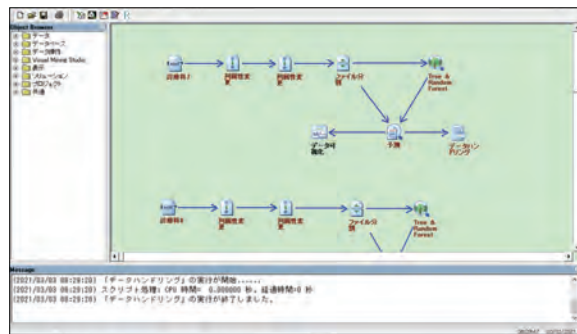 Object Browser
データ
データベース
データ操作
Visual Mining Studio
表示
ソリューション
プロジェクト
共通
診療科7
列属性変更
列属性変更
ファイル分割
Tree & Random Forest
データ可視化
予測
データハンドリング
診療科8
列属性変更
列属性変更
ファイル分割
Tree & Random Forest
Message
(2021/03/03 08:28:28) 「データハンドリング」の実行が開始......
(2021/03/03 08:28:28) スクリプト処理: CPU 時間= 0.000000 秒, 経過時間=0 秒
(2021/03/03 08:28:28) 「データハンドリング」の実行が終了しました。